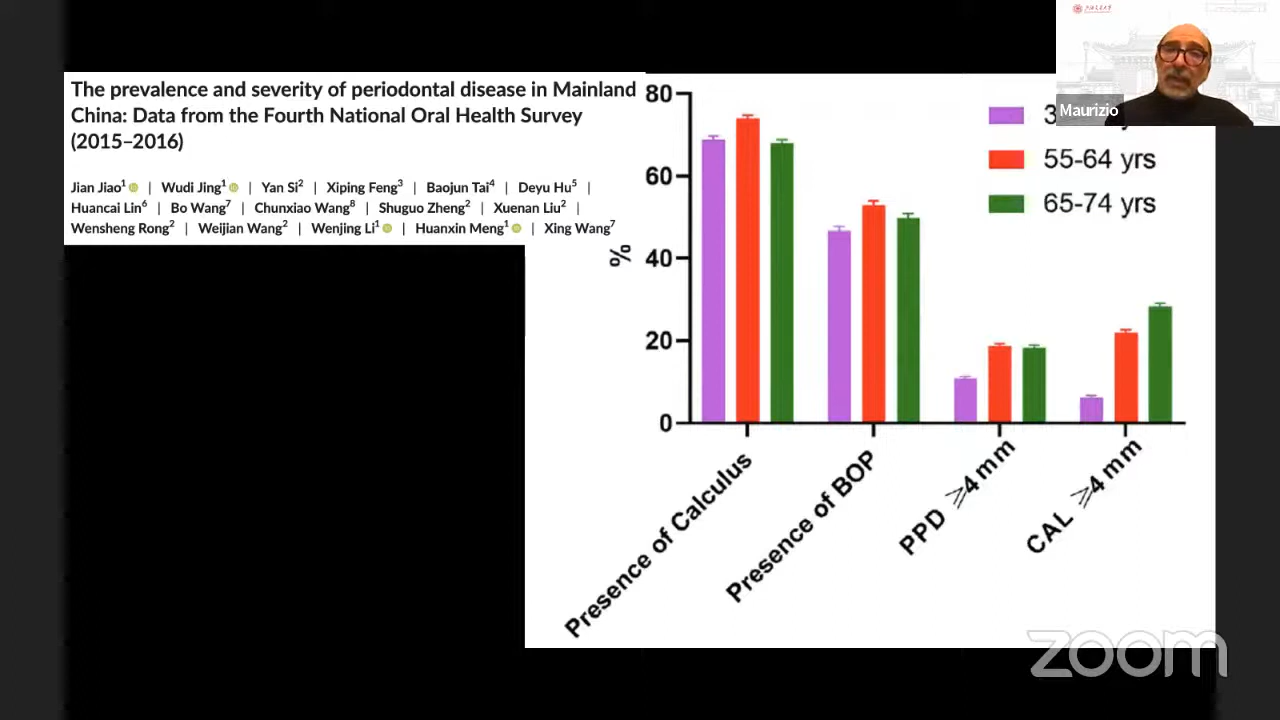 The prevalence and severity of periodontal disease in Mainland
China: Data from the Fourth National Oral Health Survey
(2015–2016)
Jian Jiao1 | Wudi Jing1 | Yan Si2 | Xiping Feng3 | Baojun Tai4 | Deyu Hu5 |
Huancai Lin6 | Bo Wang7 | Chunxiao Wang8 | Shuguo Zheng2 | Xuenan Liu2 |
Wensheng Rong2 | Weijian Wang2 | Wenjing Li1 | Huanxin Meng1 | Xing Wang7
Maurizio
80
60
40
20
0
%
55-64 yrs
65-74 yrs
Presence of Calculus
Presence of BOP
PPD ⩾4mm
CAL ⩾4mm
zoom